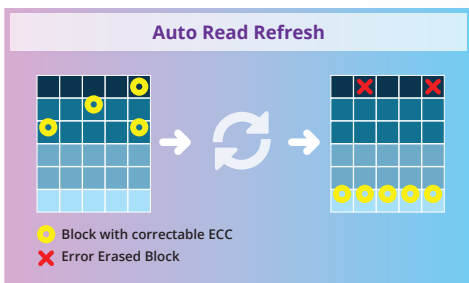 Auto Read Refresh
Block with correctable ECC
Error Erased Block